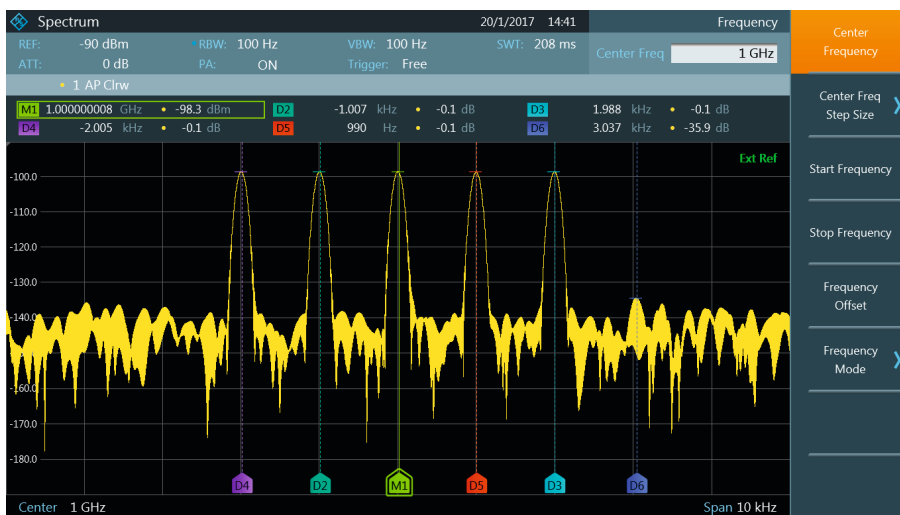 Spectrum 20/1/2017 14:41 Frequency
REF: -90 dBm RBW: 100 Hz VBW: 100 Hz SWT: 208 ms
ATT: 0 dB PA: ON Trigger: Free
Center Freq 1 GHz
1 AP Clrw
M1 1.000000008 GHz -98.3 dBm D2 -1.007 kHz -0.1 dB D3 1.988 kHz -0.1 dB
D4 -2.005 kHz -0.1 dB D5 990 Hz -0.1 dB D6 3.037 kHz -35.9 dB
Ext Ref
-100.0
-110.0
-120.0
-130.0
-140.0
-160.0
-170.0
-180.0
D4 D2 M1 D5 D3 D6
Center 1 GHz Span 10 kHz
Center
Frequency
Center Freq
Step Size
Start Frequency
Stop Frequency
Frequency
Offset
Frequency
Mode